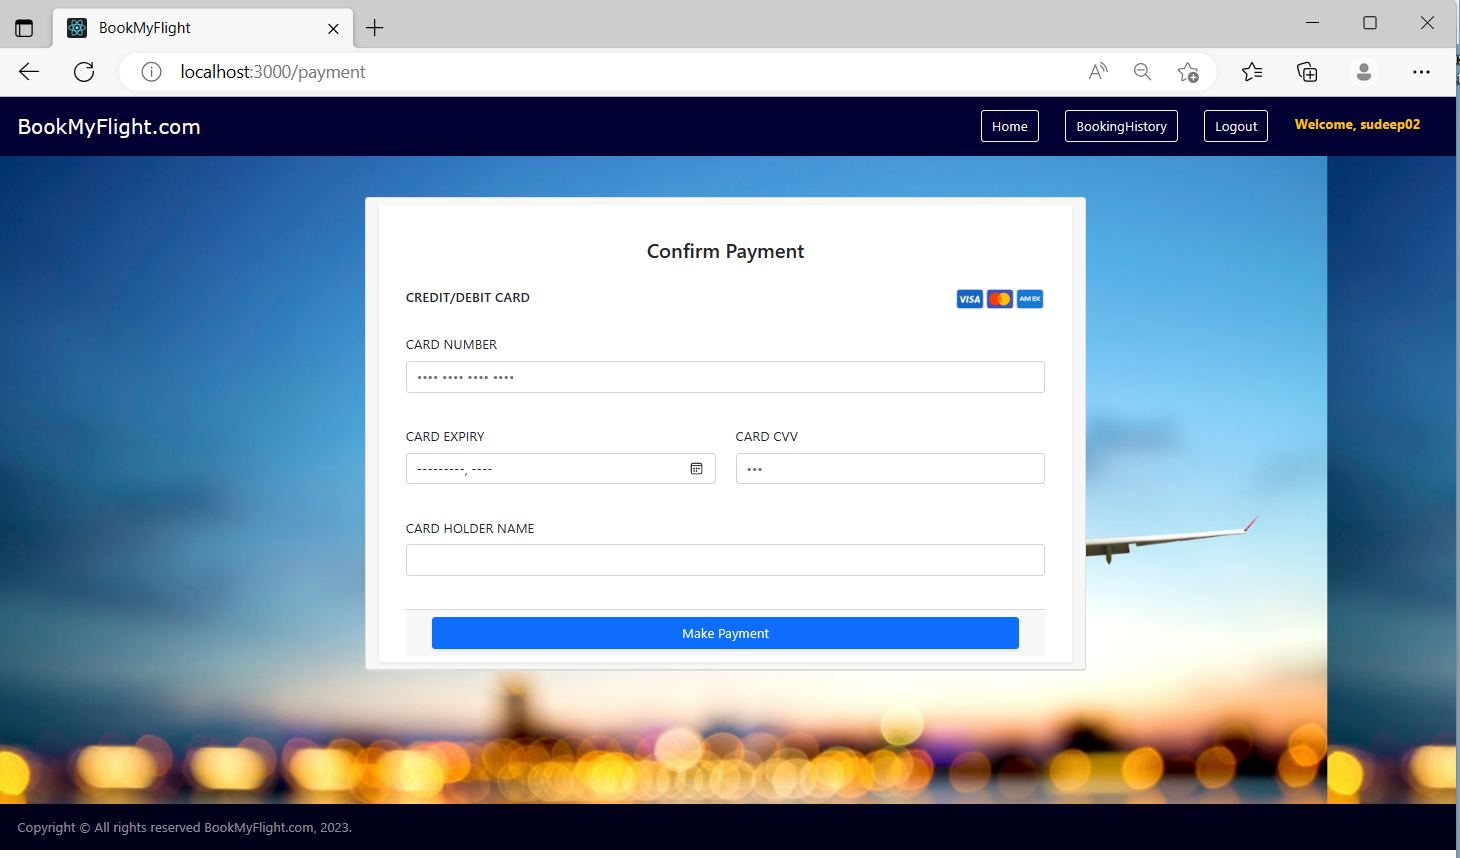 BookMyFlight
localhost:3000/payment
BookMyFlight.com
Home
BookingHistory
Logout
Welcome, sudeep02
Confirm Payment
CREDIT/DEBIT CARD
VISA
AMEX
CARD NUMBER
•••• •••• •••• ••••
CARD EXPIRY
CARD CVV
---------, ----
•••
CARD HOLDER NAME
Make Payment
Copyright © All rights reserved BookMyFlight.com, 2023.